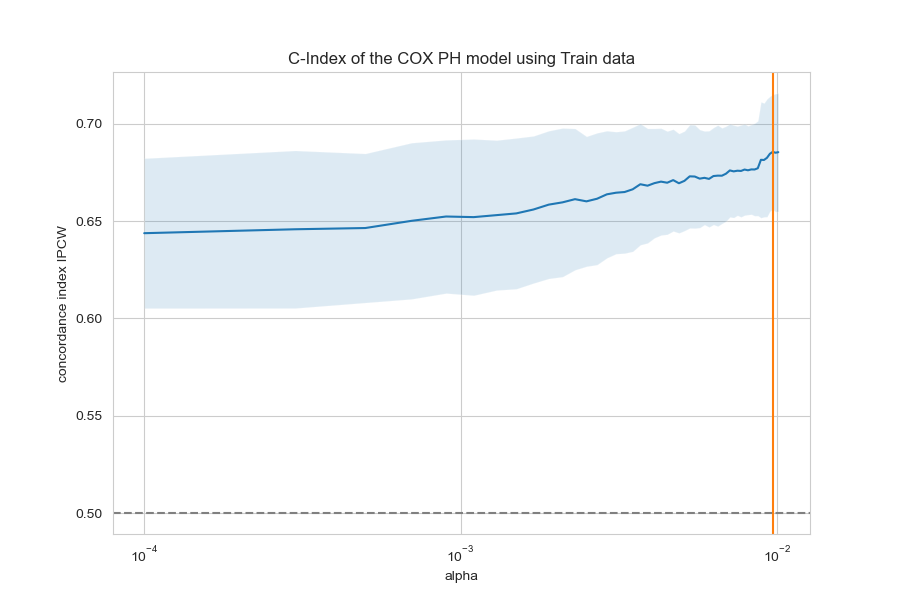 C-Index of the COX PH model using Train data
concordance index IPCW
0.70
0.65
0.60
0.55
0.50
10⁻⁴
10⁻³
10⁻²
alpha